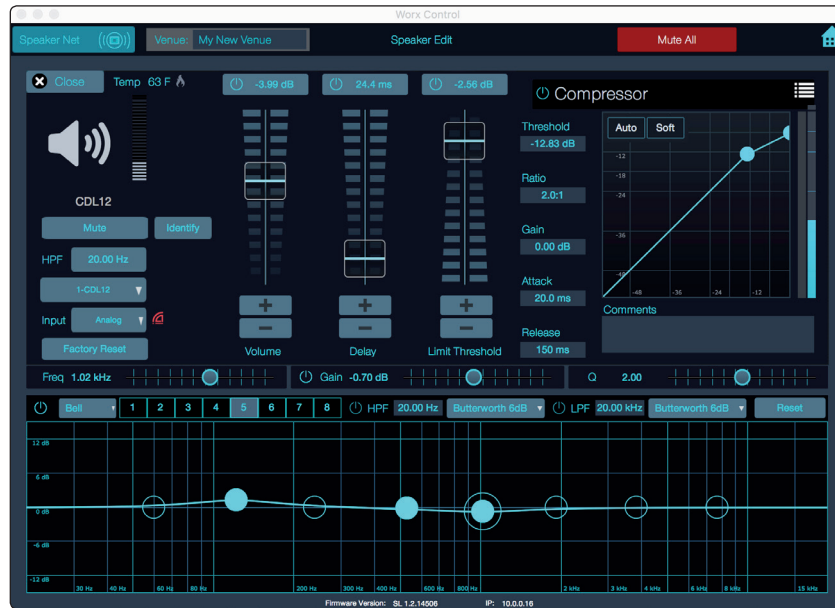 Worx Control
Speaker Net
Venue: My New Venue
Speaker Edit
Mute All
Close Temp 63 F
-3.99 dB
24.4 ms
-2.56 dB
Compressor
CDL12
Mute
Identify
HPF 20.00 Hz
1-CDL12
Input Analog
Factory Reset
Volume
Delay
Limit Threshold
Threshold
-12.83 dB
Ratio
2.0:1
Gain
0.00 dB
Attack
20.0 ms
Release
150 ms
Auto Soft
-12
-18
-24
-36
-48
-48 -36 -24 -12
Comments
Freq 1.02 kHz
Gain -0.70 dB
Q 2.00
Bell 1 2 3 4 5 6 7 8 HPF 20.00 Hz Butterworth 6dB LPF 20.00 kHz Butterworth 6dB Reset
12 dB
6 dB
0 dB
-6 dB
-12 dB
30 Hz 40 Hz 60 Hz 80 Hz 200 Hz 300 Hz 400 Hz 600 Hz 800 Hz 2 kHz 3 kHz 4 kHz 6 kHz 8 kHz 15 kHz
Firmware Version: SL 1.2.14506 IP: 10.0.0.16